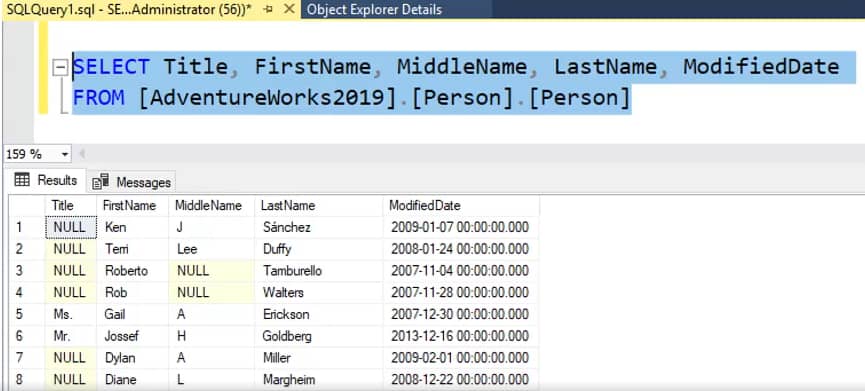 SQLQuery1.sql - SE...Administrator (56))* Object Explorer Details
SELECT Title, FirstName, MiddleName, LastName, ModifiedDate
FROM [AdventureWorks2019].[Person].[Person]
159 %
Results Messages
Title FirstName MiddleName LastName ModifiedDate
1 NULL Ken J Sánchez 2009-01-07 00:00:00.000
2 NULL Terri Lee Duffy 2008-01-24 00:00:00.000
3 NULL Roberto NULL Tamburello 2007-11-04 00:00:00.000
4 NULL Rob NULL Walters 2007-11-28 00:00:00.000
5 Ms. Gail A Erickson 2007-12-30 00:00:00.000
6 Mr. Jossef H Goldberg 2013-12-16 00:00:00.000
7 NULL Dylan A Miller 2009-02-01 00:00:00.000
8 NULL Diane L Margheim 2008-12-22 00:00:00.000